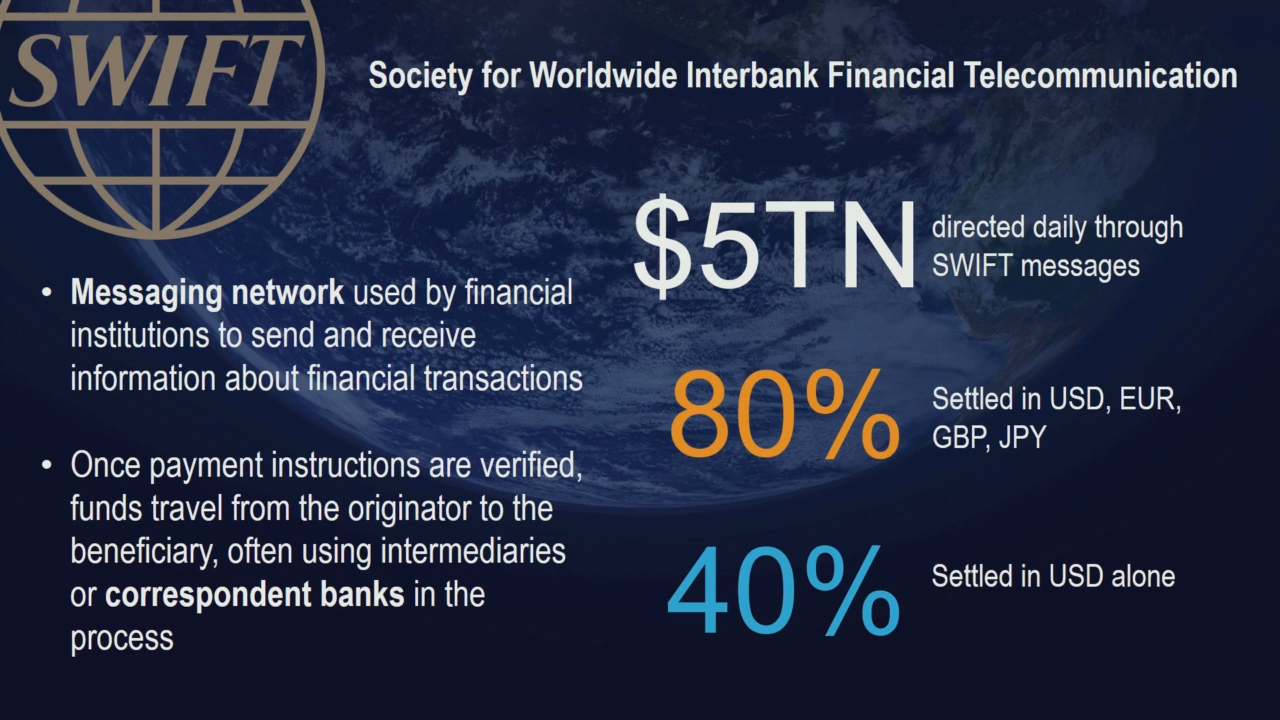 SWIFT
Society for Worldwide Interbank Financial Telecommunication
• Messaging network used by financial
institutions to send and receive
information about financial transactions
• Once payment instructions are verified,
funds travel from the originator to the
beneficiary, often using intermediaries
or correspondent banks in the
process
$5TN
directed daily through
SWIFT messages
80%
Settled in USD, EUR,
GBP, JPY
40%
Settled in USD alone